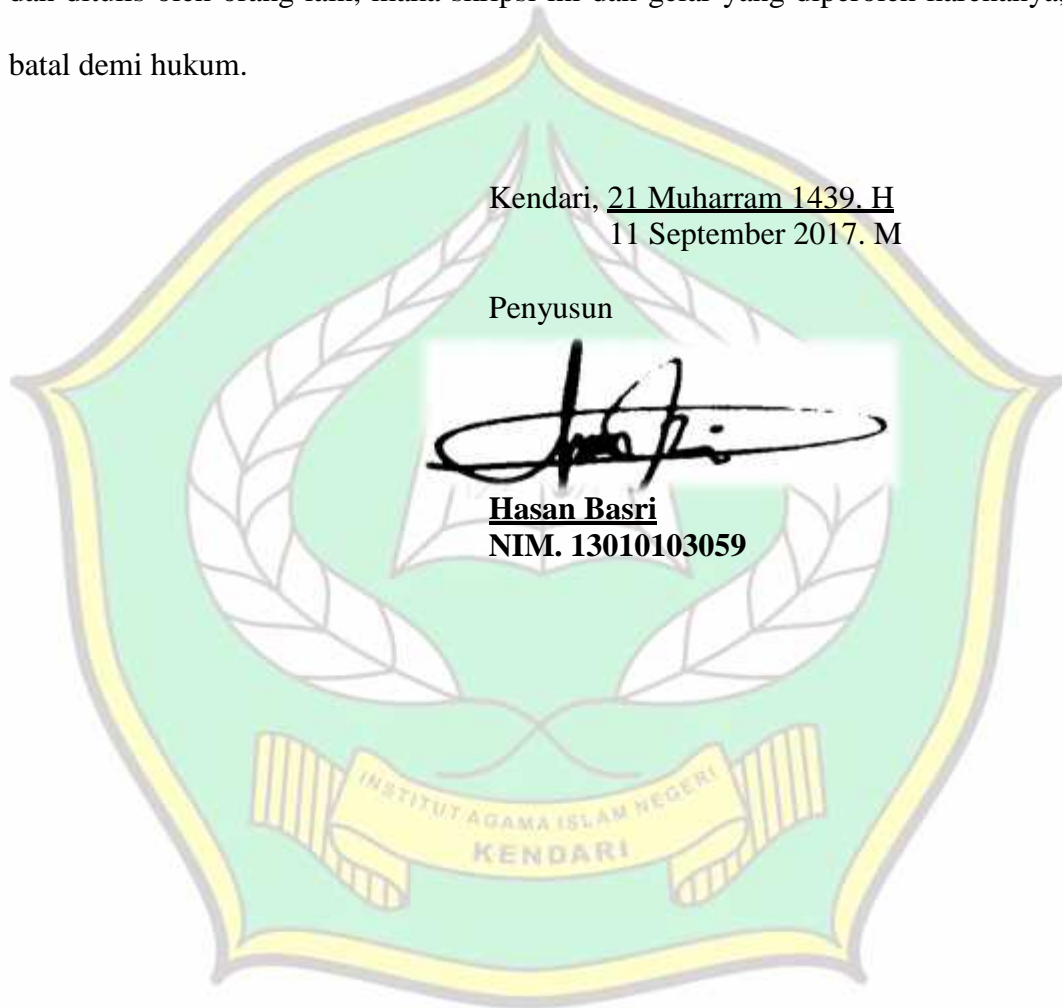 dan ditulis oleh orang lain, maka skripsi ini dan gelar yang diperoleh karenanya,
batal demi hukum.
Kendari, 21 Muharram 1439. H
11 September 2017. M
Penyusun
Hasan Basri
NIM. 13010103059
INSTITUT AGAMA ISLAM NEGERI
KENDARI